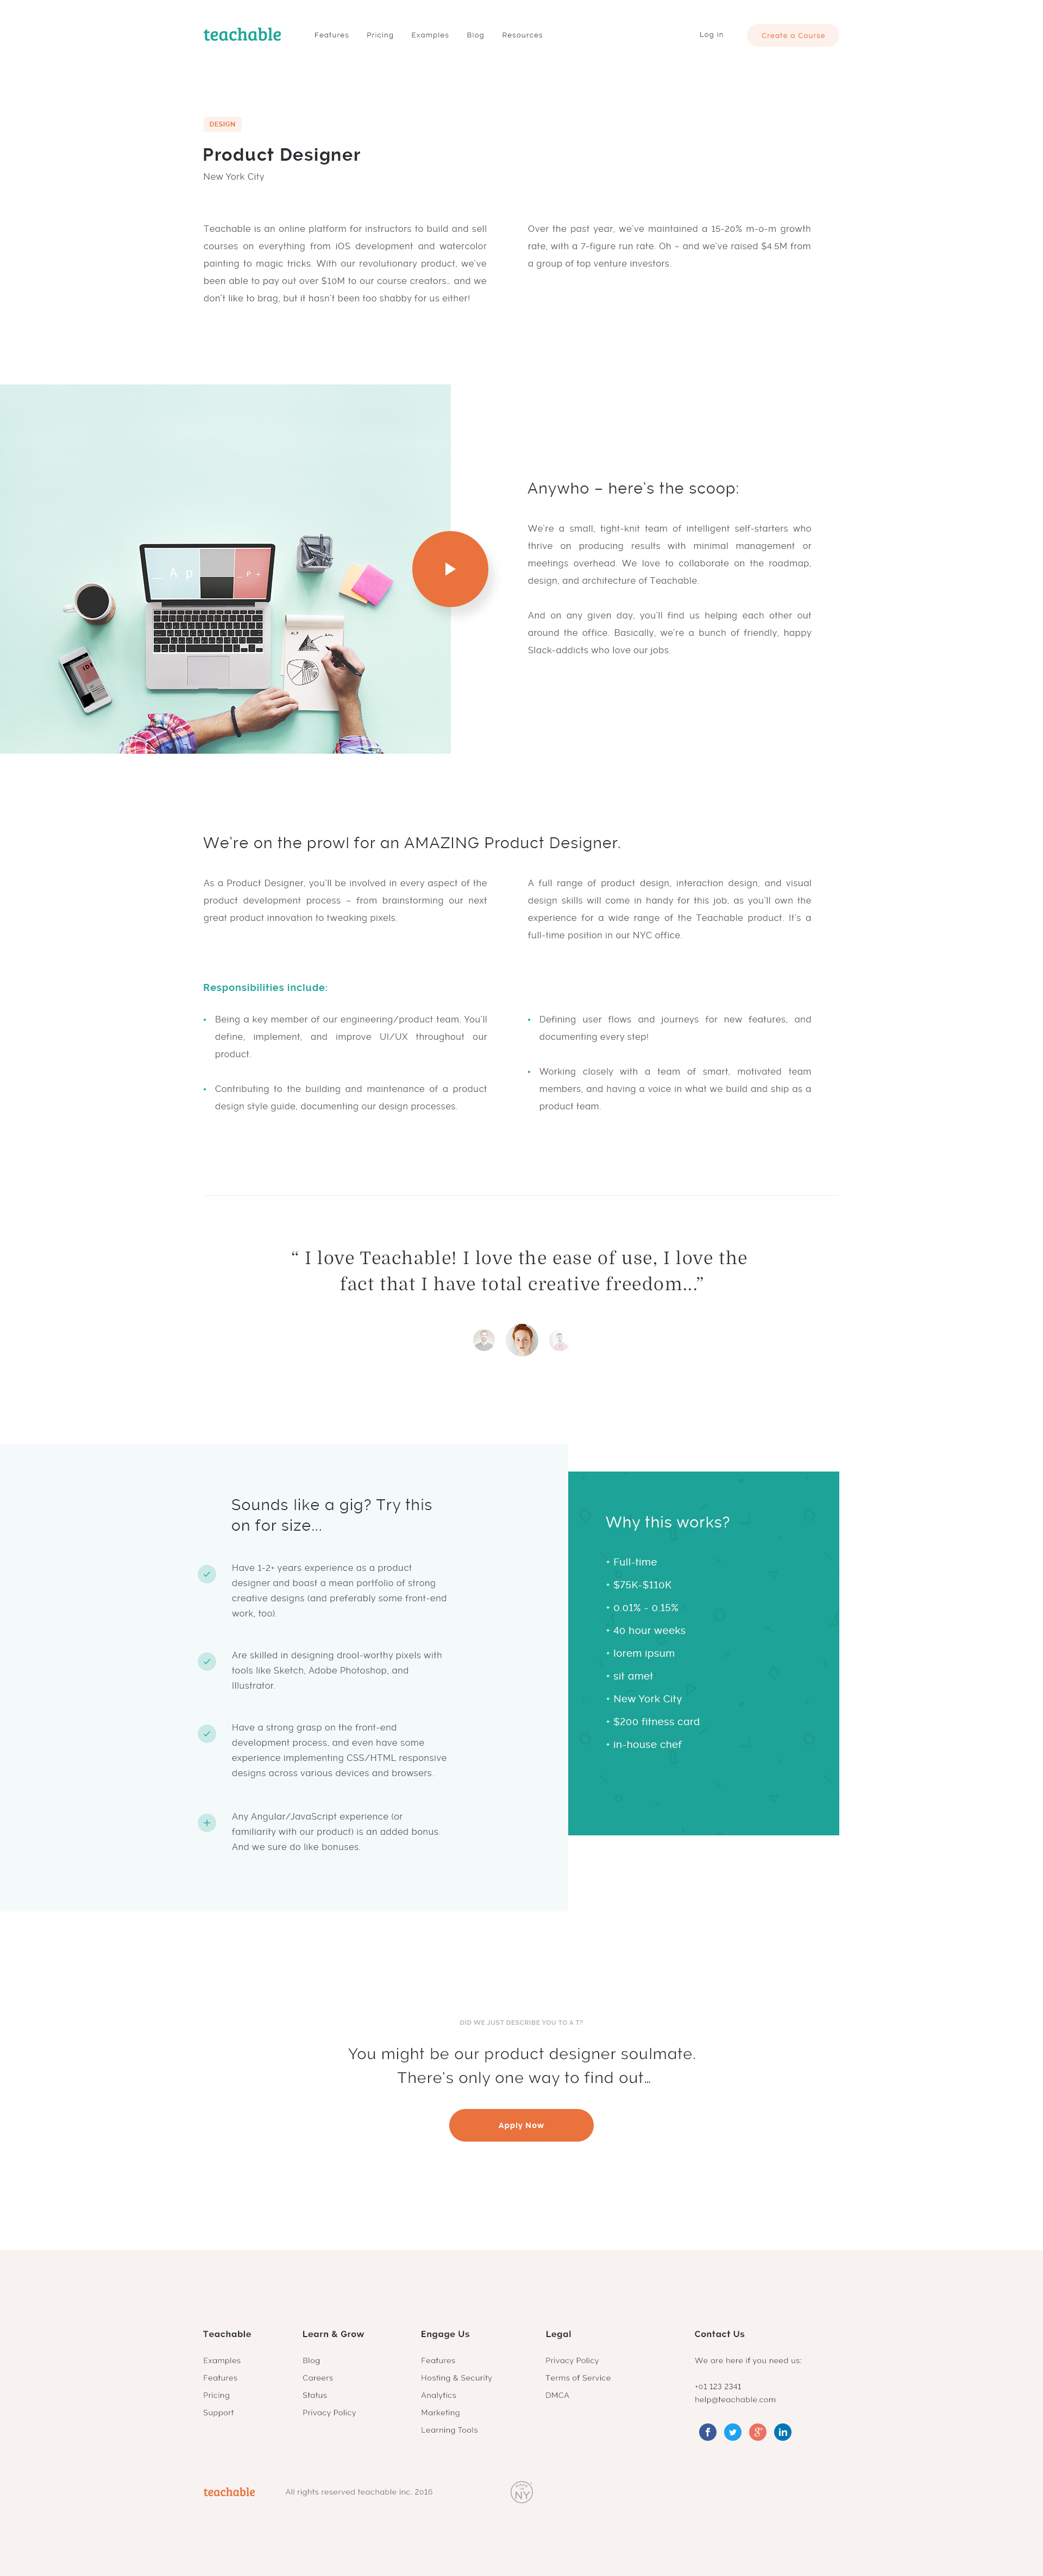 teachable
Features Pricing Examples Blog Resources
Log in
Create a Course
DESIGN
Product Designer
New York City
Teachable is an online platform for instructors to build and sell
courses on everything from iOS development and watercolor
painting to magic tricks. With our revolutionary product, we've
been able to pay out over $10M to our course creators.. and we
don't like to brag, but it hasn't been too shabby for us either!
Over the past year, we've maintained a 15-20% m-o-m growth
rate, with a 7-figure run rate. Oh – and we've raised $4.5M from
a group of top venture investors.
Anywho – here's the scoop:
We're a small, tight-knit team of intelligent self-starters who
thrive on producing results with minimal management or
meetings overhead. We love to collaborate on the roadmap,
design, and architecture of Teachable.
And on any given day, you'll find us helping each other out
around the office. Basically, we're a bunch of friendly, happy
Slack-addicts who love our jobs.
We're on the prowl for an AMAZING Product Designer.
As a Product Designer, you'll be involved in every aspect of the
product development process – from brainstorming our next
great product innovation to tweaking pixels.
A full range of product design, interaction design, and visual
design skills will come in handy for this job, as you'll own the
experience for a wide range of the Teachable product. It's a
full-time position in our NYC office.
Responsibilities include:
• Being a key member of our engineering/product team. You'll
define, implement, and improve UI/UX throughout our
product.
• Contributing to the building and maintenance of a product
design style guide, documenting our design processes.
• Defining user flows and journeys for new features, and
documenting every step!
• Working closely with a team of smart, motivated team
members, and having a voice in what we build and ship as a
product team.
“ I love Teachable! I love the ease of use, I love the
fact that I have total creative freedom...”
Sounds like a gig? Try this
on for size...
Have 1-2+ years experience as a product
designer and boast a mean portfolio of strong
creative designs (and preferably some front-end
work, too).
Are skilled in designing drool-worthy pixels with
tools like Sketch, Adobe Photoshop, and
Illustrator.
Have a strong grasp on the front-end
development process, and even have some
experience implementing CSS/HTML responsive
designs across various devices and browsers.
Any Angular/JavaScript experience (or
familiarity with our product) is an added bonus.
And we sure do like bonuses.
Why this works?
• Full-time
• $75K-$110K
• 0.01% - 0.15%
• 40 hour weeks
• lorem ipsum
• sit amet
• New York City
• $200 fitness card
• in-house chef
DID WE JUST DESCRIBE YOU TO A T?
You might be our product designer soulmate.
There's only one way to find out...
Apply Now
Teachable
Examples
Features
Pricing
Support
Learn & Grow
Blog
Careers
Status
Privacy Policy
Engage Us
Features
Hosting & Security
Analytics
Marketing
Learning Tools
Legal
Privacy Policy
Terms of Service
DMCA
Contact Us
We are here if you need us:
+01 123 2341
help@teachable.com
teachable
All rights reserved teachable inc. 2016
NY